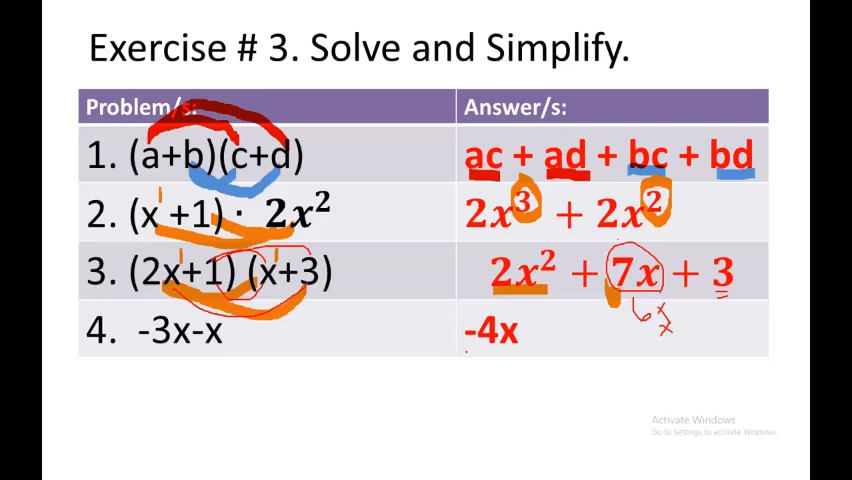 Exercise # 3. Solve and Simplify.
Problem/s: Answer/s:
1. (a+b)(c+d) ac + ad + bc + bd
2. (x +1) · 2x² 2x³ + 2x²
3. (2x+1) (x+3) 2x² + 7x + 3
6x
x
4. -3x-x -4x
Activate Windows
Go to Settings to activate Windows.